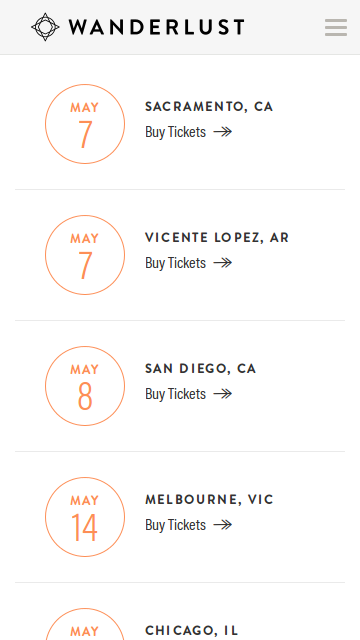 WANDERLUST
MAY
7
SACRAMENTO, CA
Buy Tickets
MAY
7
VICENTE LOPEZ, AR
Buy Tickets
MAY
8
SAN DIEGO, CA
Buy Tickets
MAY
14
MELBOURNE, VIC
Buy Tickets
MAY
CHICAGO, IL